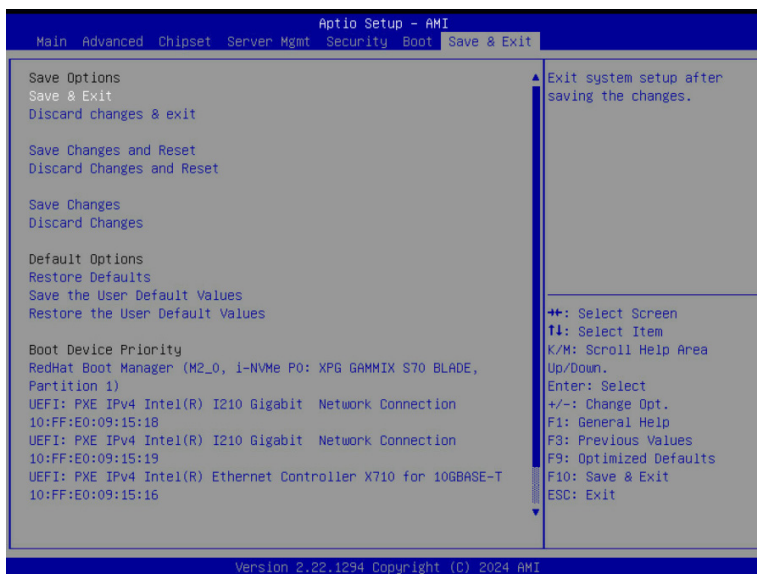 Aptio Setup - AMI
Main Advanced Chipset Server Mgmt Security Boot Save & Exit
Save Options
Save & Exit
Discard changes & exit
Save Changes and Reset
Discard Changes and Reset
Save Changes
Discard Changes
Default Options
Restore Defaults
Save the User Default Values
Restore the User Default Values
Boot Device Priority
RedHat Boot Manager (M2_0, i-NVMe P0: XPG GAMMIX S70 BLADE,
Partition 1)
UEFI: PXE IPv4 Intel(R) I210 Gigabit Network Connection
10:FF:E0:09:15:18
UEFI: PXE IPv4 Intel(R) I210 Gigabit Network Connection
10:FF:E0:09:15:19
UEFI: PXE IPv4 Intel(R) Ethernet Controller X710 for 10GBASE-T
10:FF:E0:09:15:16
Exit system setup after
saving the changes.
→←: Select Screen
↑↓: Select Item
K/M: Scroll Help Area
Up/Down.
Enter: Select
+/-: Change Opt.
F1: General Help
F3: Previous Values
F9: Optimized Defaults
F10: Save & Exit
ESC: Exit
Version 2.22.1294 Copyright (C) 2024 AMI